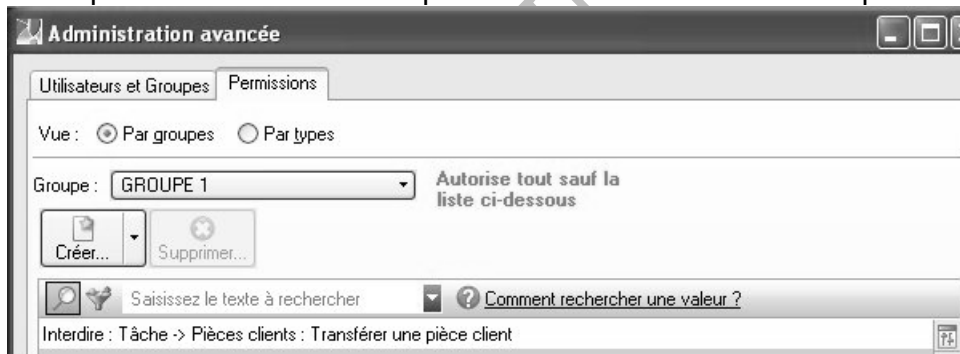 Administration avancée
Utilisateurs et Groupes Permissions
Vue : Par groupes Par types
Groupe : GROUPE 1 Autorise tout sauf la
liste ci-dessous
Créer... Supprimer...
Saisissez le texte à rechercher Comment rechercher une valeur ?
Interdire : Tâche -> Pièces clients : Transférer une pièce client